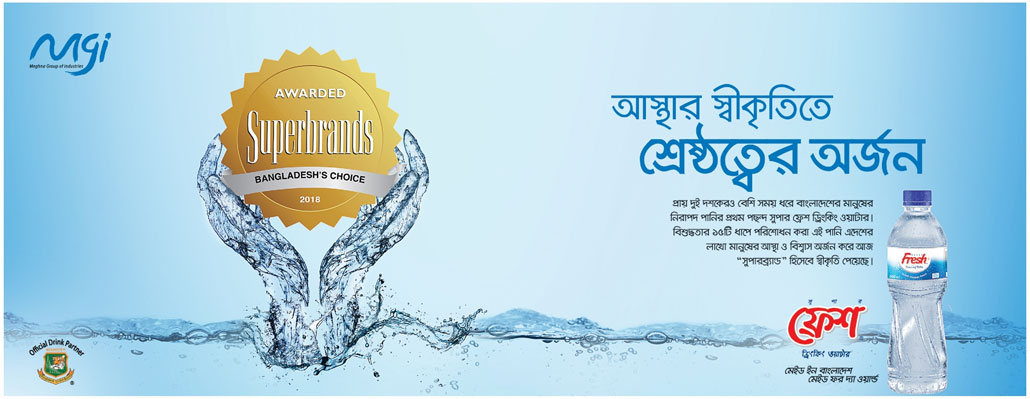 mgi
Meghna Group of Industries
AWARDED
Superbrands
BANGLADESH'S CHOICE
2018
আস্থার স্বীকৃতিতে
শ্রেষ্ঠত্বের অর্জন
প্রায় দুই দশকেরও বেশি সময় ধরে বাংলাদেশের মানুষের
নিরাপদ পানির প্রথম পছন্দ সুপার ফ্রেশ ড্রিংকিং ওয়াটার।
বিশুদ্ধতার ১৫টি ধাপে পরিশোধন করা এই পানি এদেশের
লাখো মানুষের আস্থা ও বিশ্বাস অর্জন করে আজ
“সুপারব্র্যান্ড” হিসেবে স্বীকৃতি পেয়েছে।
Fresh
সুপার
ফ্রেশ
ড্রিংকিং ওয়াটার
মেইড ইন বাংলাদেশ
মেইড ফর দ্যা ওয়ার্ল্ড
Official Drink Partner